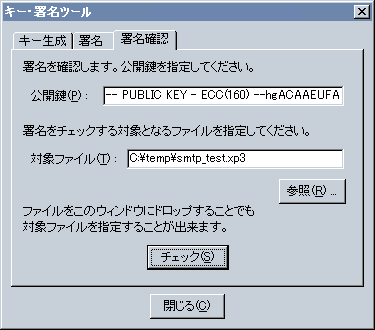 キー・署名ツール
キー生成 署名 署名確認
署名を確認します。公開鍵を指定してください。
公開鍵(P)： -- PUBLIC KEY - ECC(160) --hgACAAEUFA
署名をチェックする対象となるファイルを指定してください。
対象ファイル(T)： C:¥temp¥smtp_test.xp3
参照(R) ...
ファイルをこのウィンドウにドロップすることでも
対象ファイルを指定することが出来ます。
チェック(S)
閉じる(C)